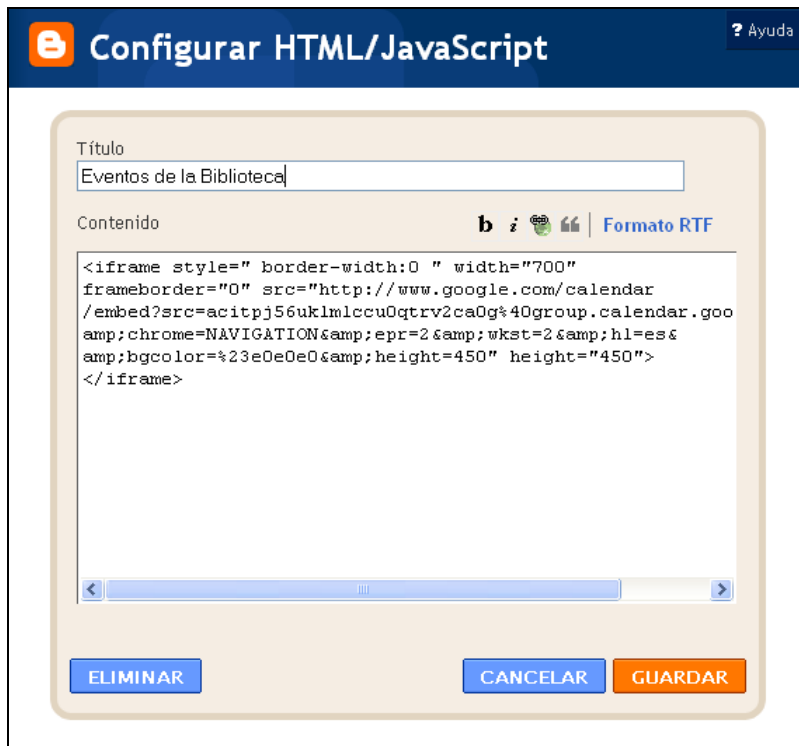 Configurar HTML/JavaScript
? Ayuda
Título
Eventos de la Biblioteca
Contenido
b i Formato RTF
<iframe style=" border-width:0 " width="700"
frameborder="0" src="http://www.google.com/calendar
/embed?src=acitpj56uklmlccu0qtrv2ca0g%40group.calendar.goo
amp;chrome=NAVIGATION&amp;epr=2&amp;wkst=2&amp;hl=es&
amp;bgcolor=%23e0e0e0&amp;height=450" height="450">
</iframe>
ELIMINAR
CANCELAR
GUARDAR